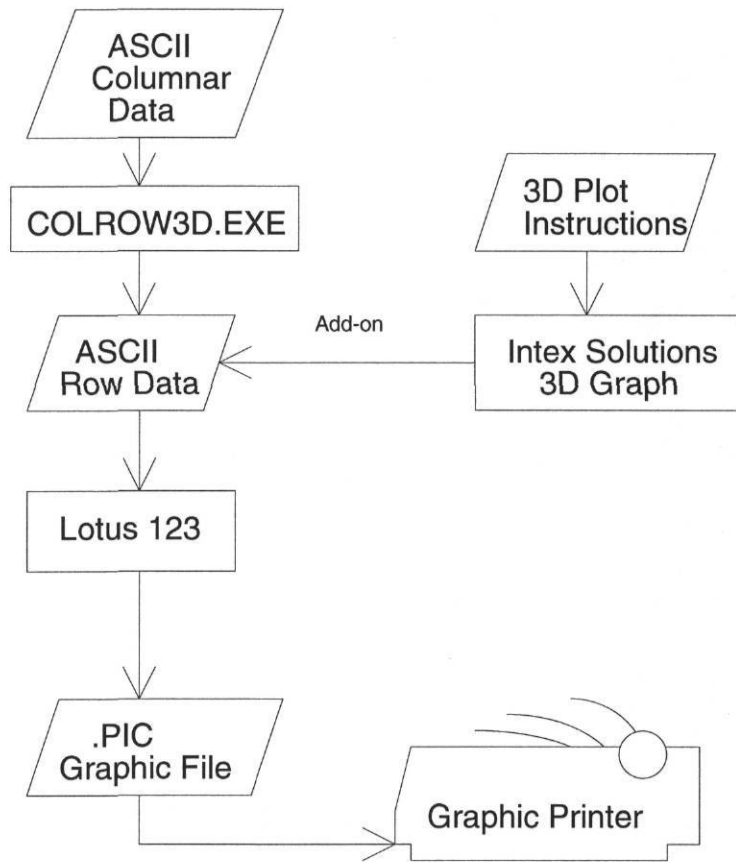 ASCII
Columnar
Data
COLROW3D.EXE
3D Plot
Instructions
Add-on
ASCII
Row Data
Intex Solutions
3D Graph
Lotus 123
.PIC
Graphic File
Graphic Printer